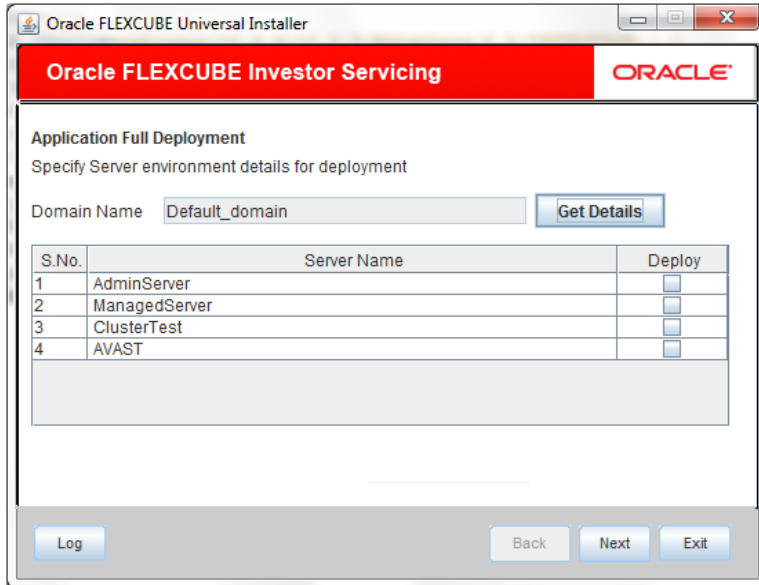 Oracle FLEXCUBE Universal Installer
Oracle FLEXCUBE Investor Servicing
ORACLE
Application Full Deployment
Specify Server environment details for deployment
Domain Name Default_domain Get Details
S.No. Server Name Deploy
1 AdminServer
2 ManagedServer
3 ClusterTest
4 AVAST
Log Back Next Exit